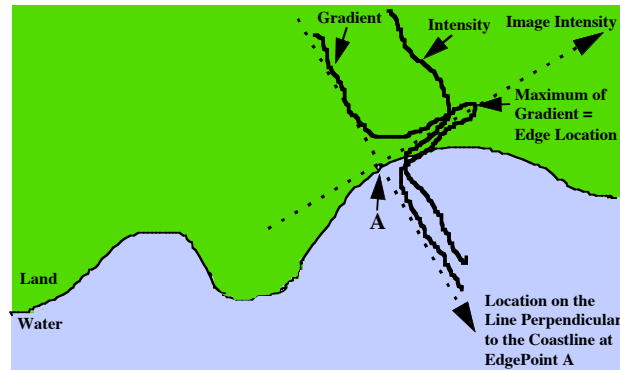 Gradient
Intensity
Image Intensity
Maximum of
Gradient =
Edge Location
A
Land
Water
Location on the
Line Perpendicular
to the Coastline at
EdgePoint A